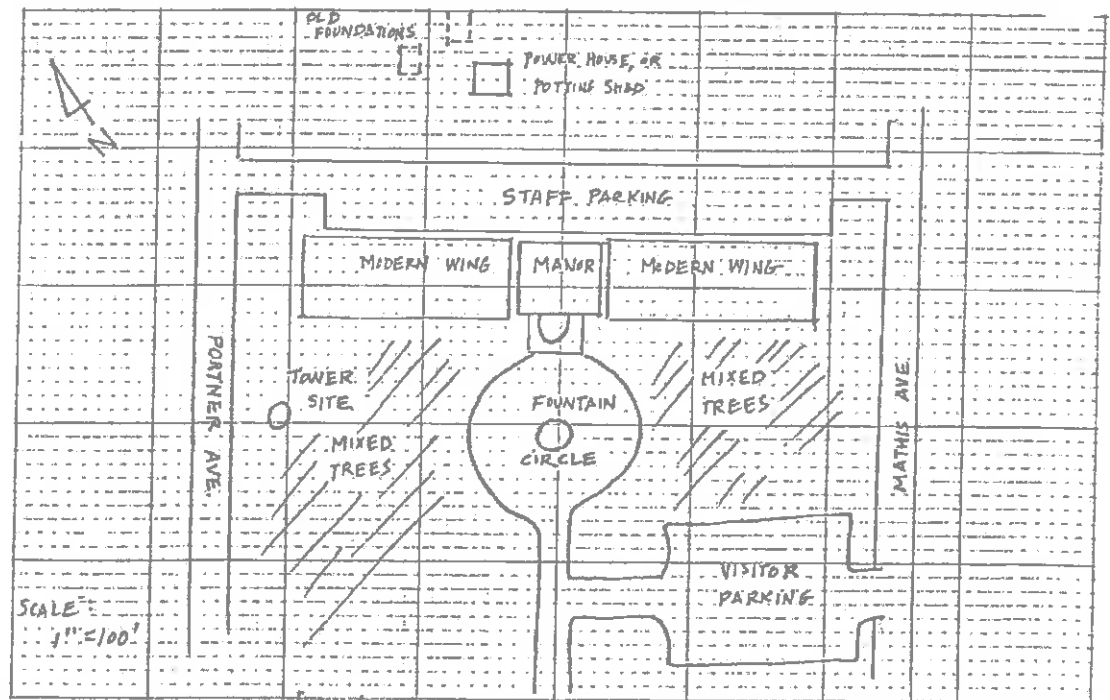 OLD
FOUNDATIONS
POWER HOUSE, OR
POTTING SHED
N
STAFF PARKING
MODERN WING
MANOR
MODERN WING
PORTNER AVE.
TOWER
SITE
MIXED
TREES
FOUNTAIN
CIRCLE
MIXED
TREES
MATHIS AVE.
VISITOR
PARKING
SCALE:
1"=100'